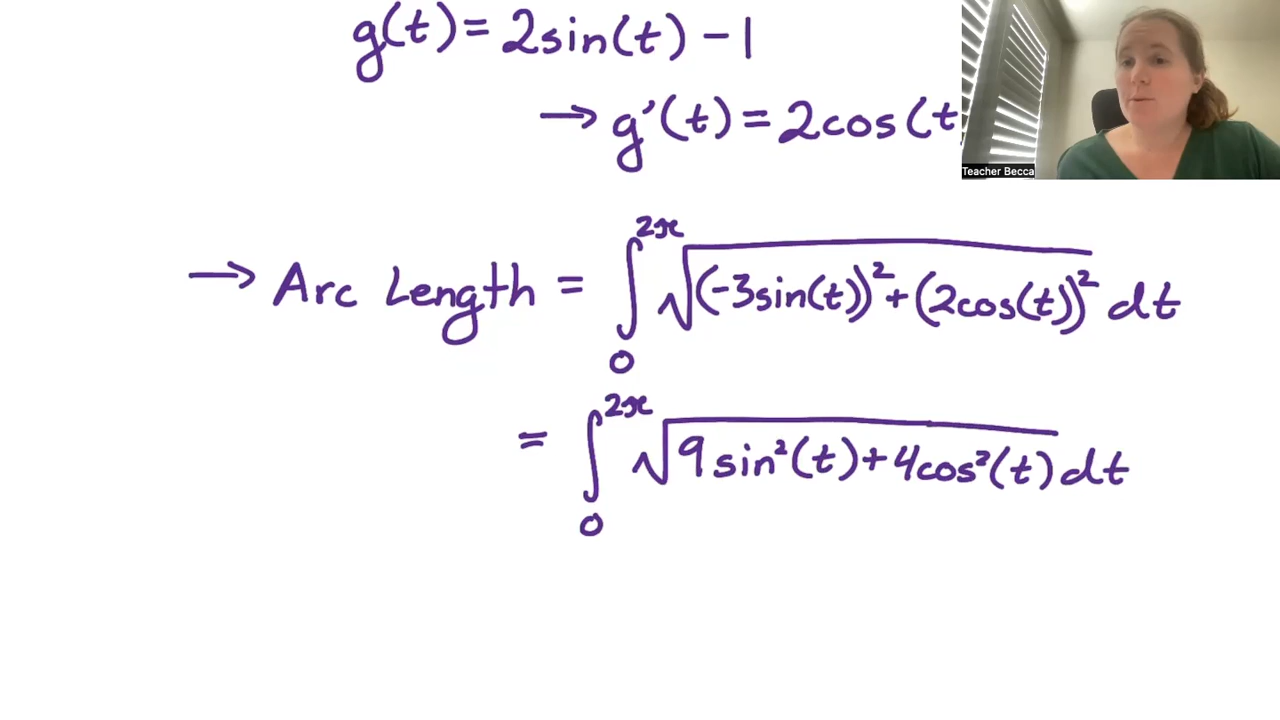 g(t) = 2sin(t) - 1
→ g'(t) = 2cos(t
Teacher Becca
→ Arc Length = ∫₀^2π √(-3sin(t))² + (2cos(t))² dt
= ∫₀^2π √9sin²(t) + 4cos²(t) dt